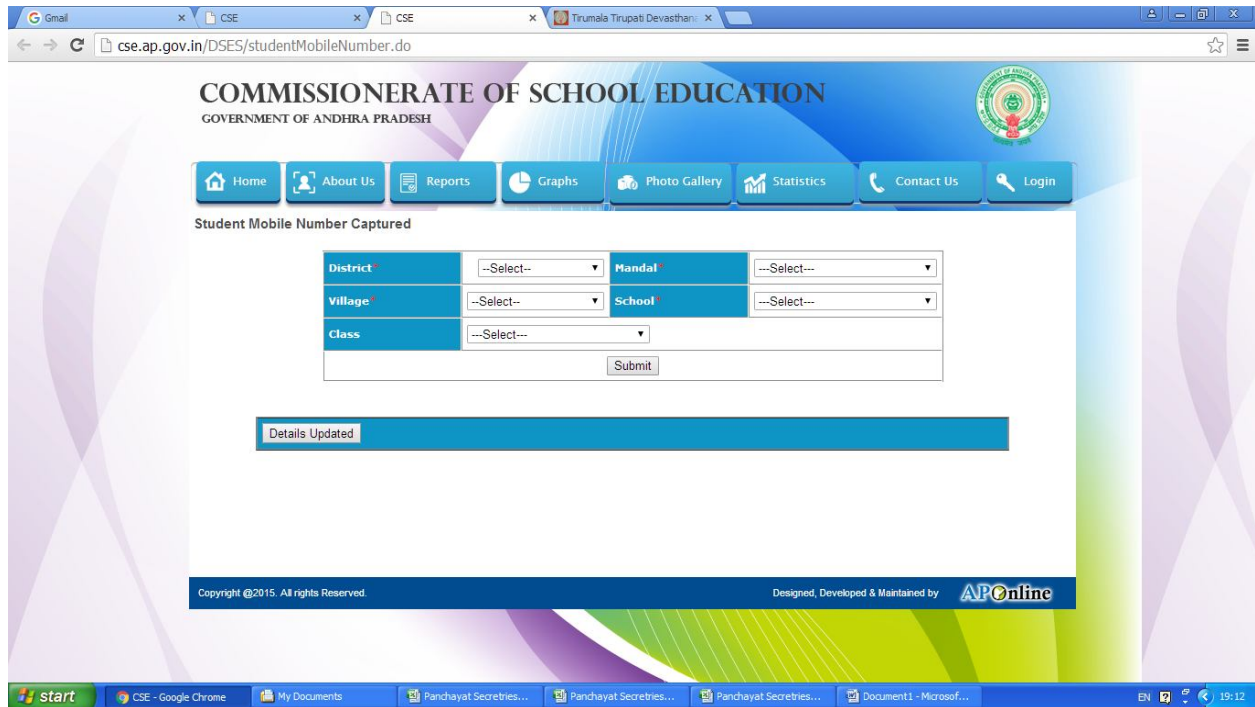 Gmail CSE CSE Tirumala Tirupati Devasthana
cse.ap.gov.in/DSES/studentMobileNumber.do
COMMISSIONERATE OF SCHOOL EDUCATION
GOVERNMENT OF ANDHRA PRADESH
Home About Us Reports Graphs Photo Gallery Statistics Contact Us Login
Student Mobile Number Captured
District* --Select-- Mandal* ---Select---
Village* --Select-- School* ---Select---
Class ---Select---
Submit
Details Updated
Copyright @2015. All rights Reserved. Designed, Developed & Maintained by APOnline
start CSE - Google Chrome My Documents Panchayat Secretries... Panchayat Secretries... Panchayat Secretries... Document1 - Microsof... EN 19:12